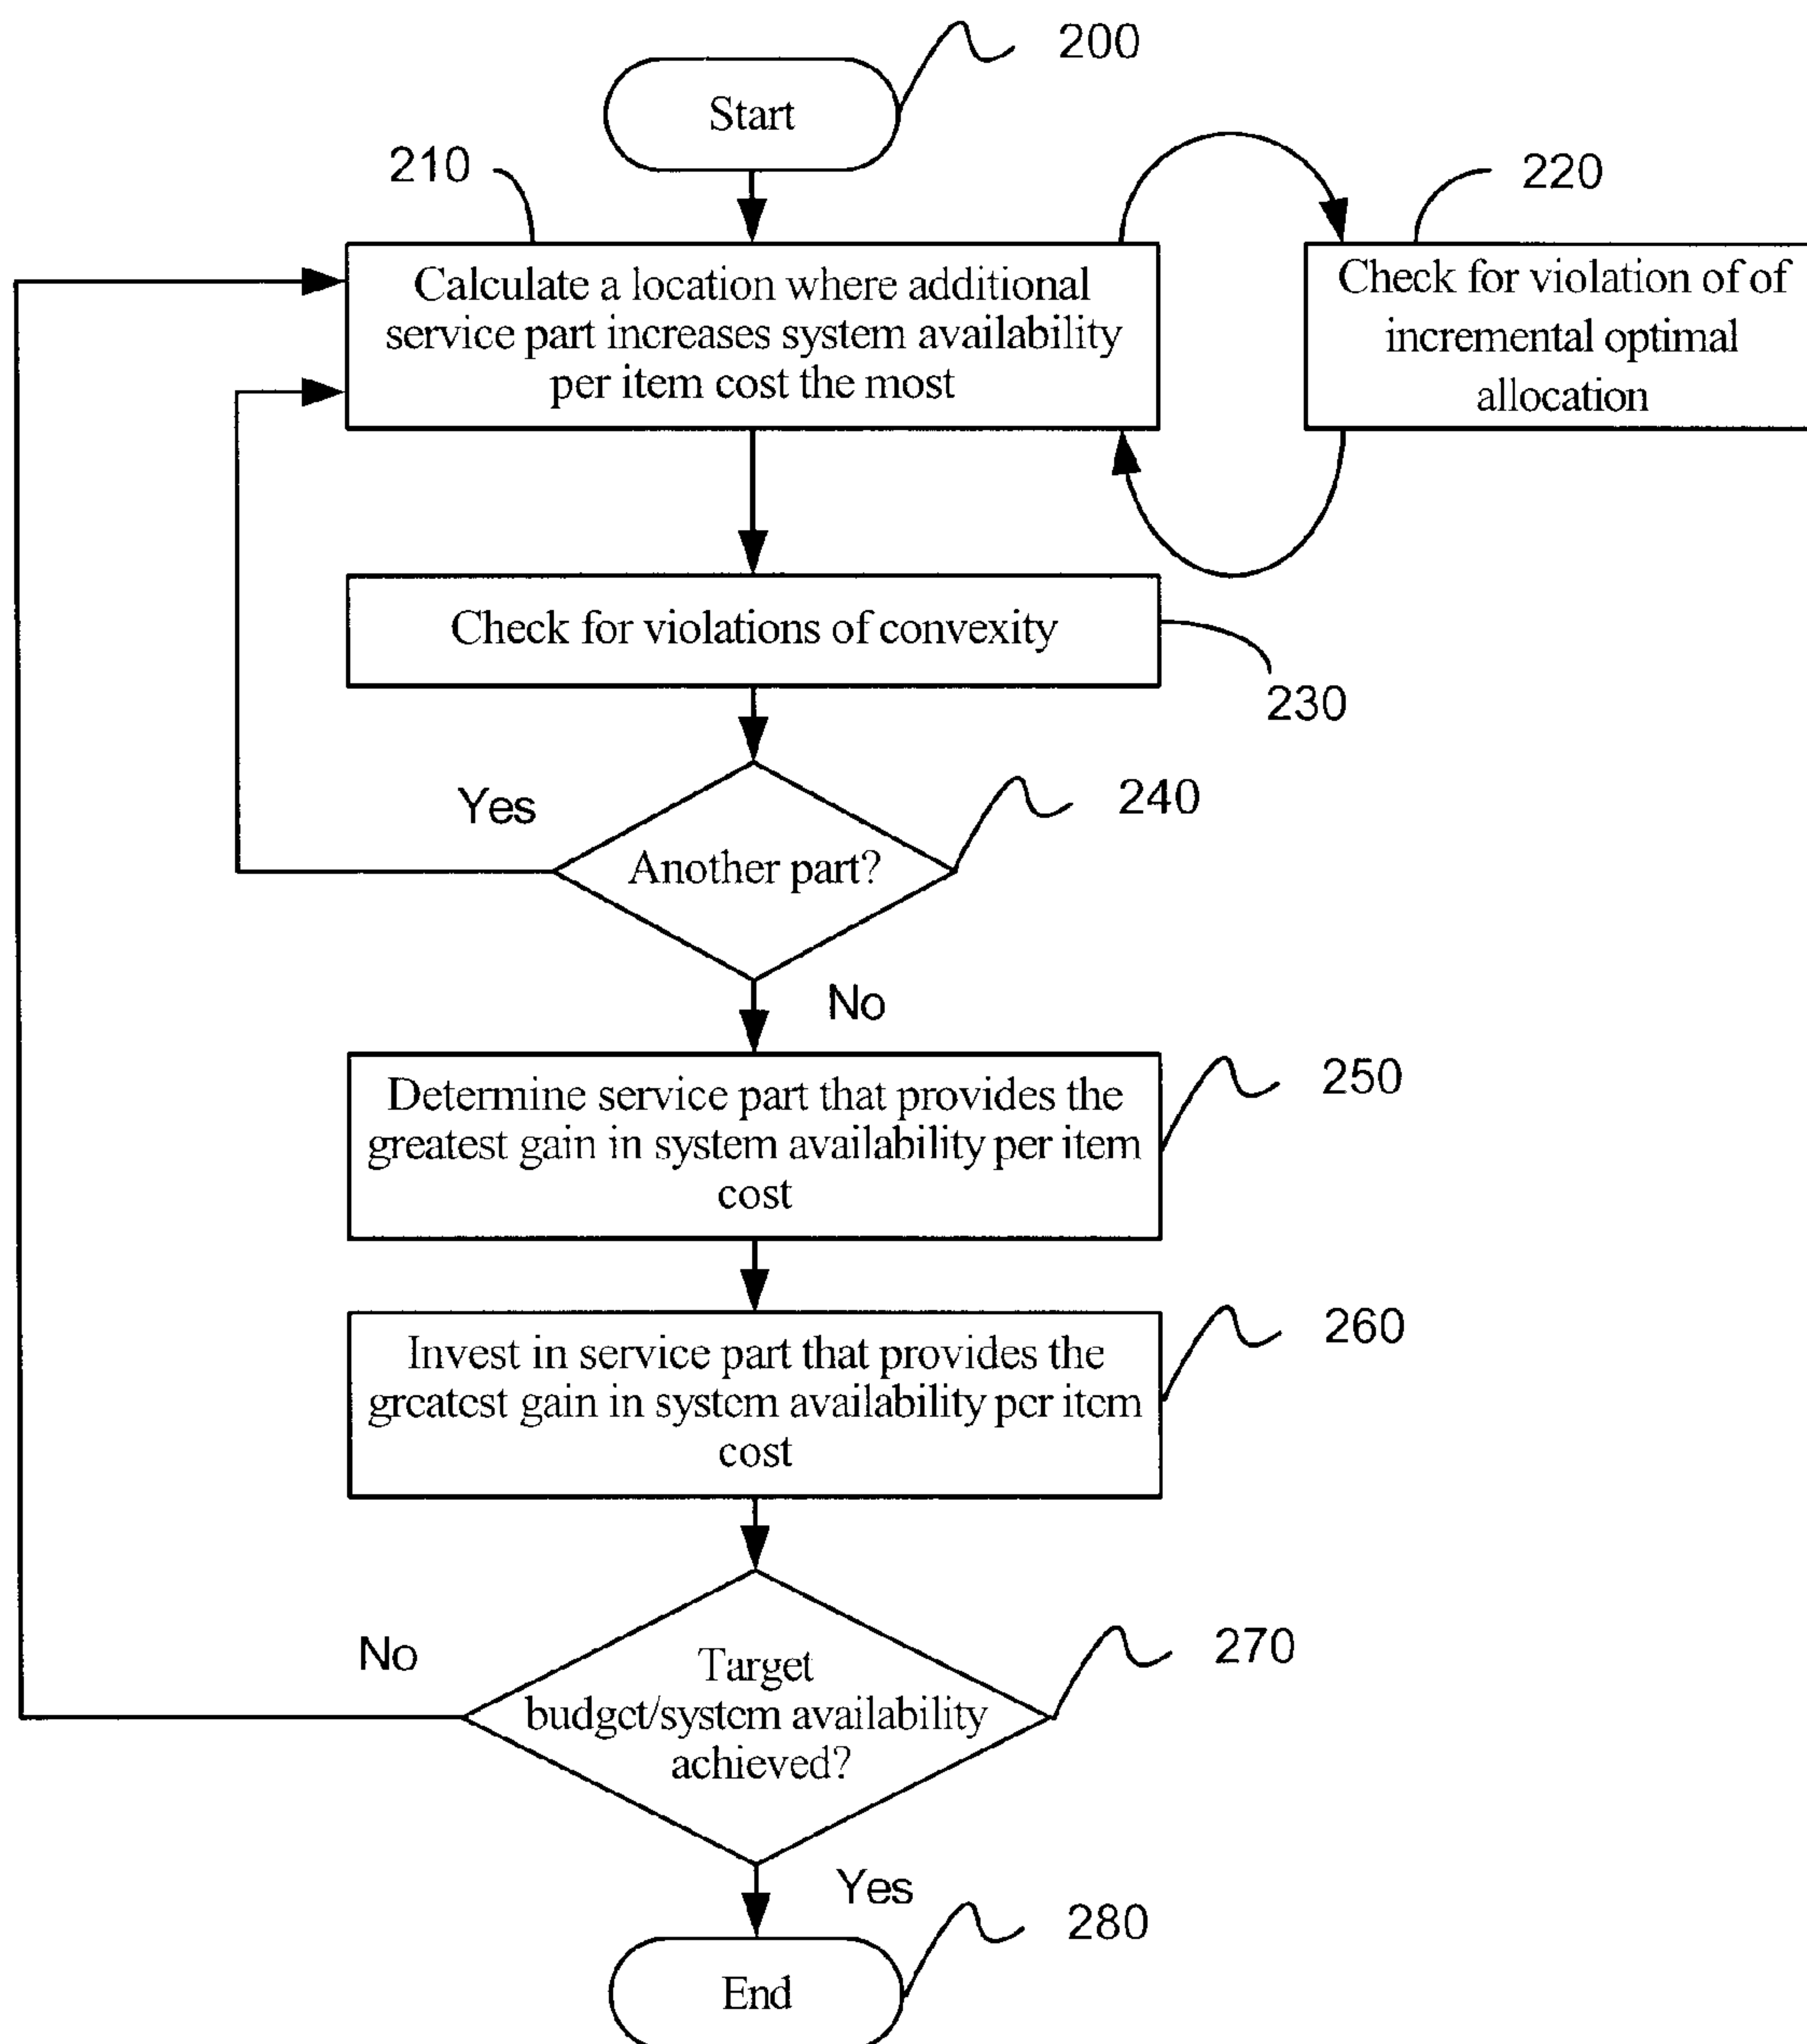 200
Start
210
220
Calculate a location where additional
service part increases system availability
per item cost the most
Check for violation of of
incremental optimal
allocation
Check for violations of convexity
230
Yes
240
Another part?
No
250
Determine service part that provides the
greatest gain in system availability per item
cost
260
Invest in service part that provides the
greatest gain in system availability per item
cost
No
270
Target
budget/system availability
achieved?
Yes
280
End